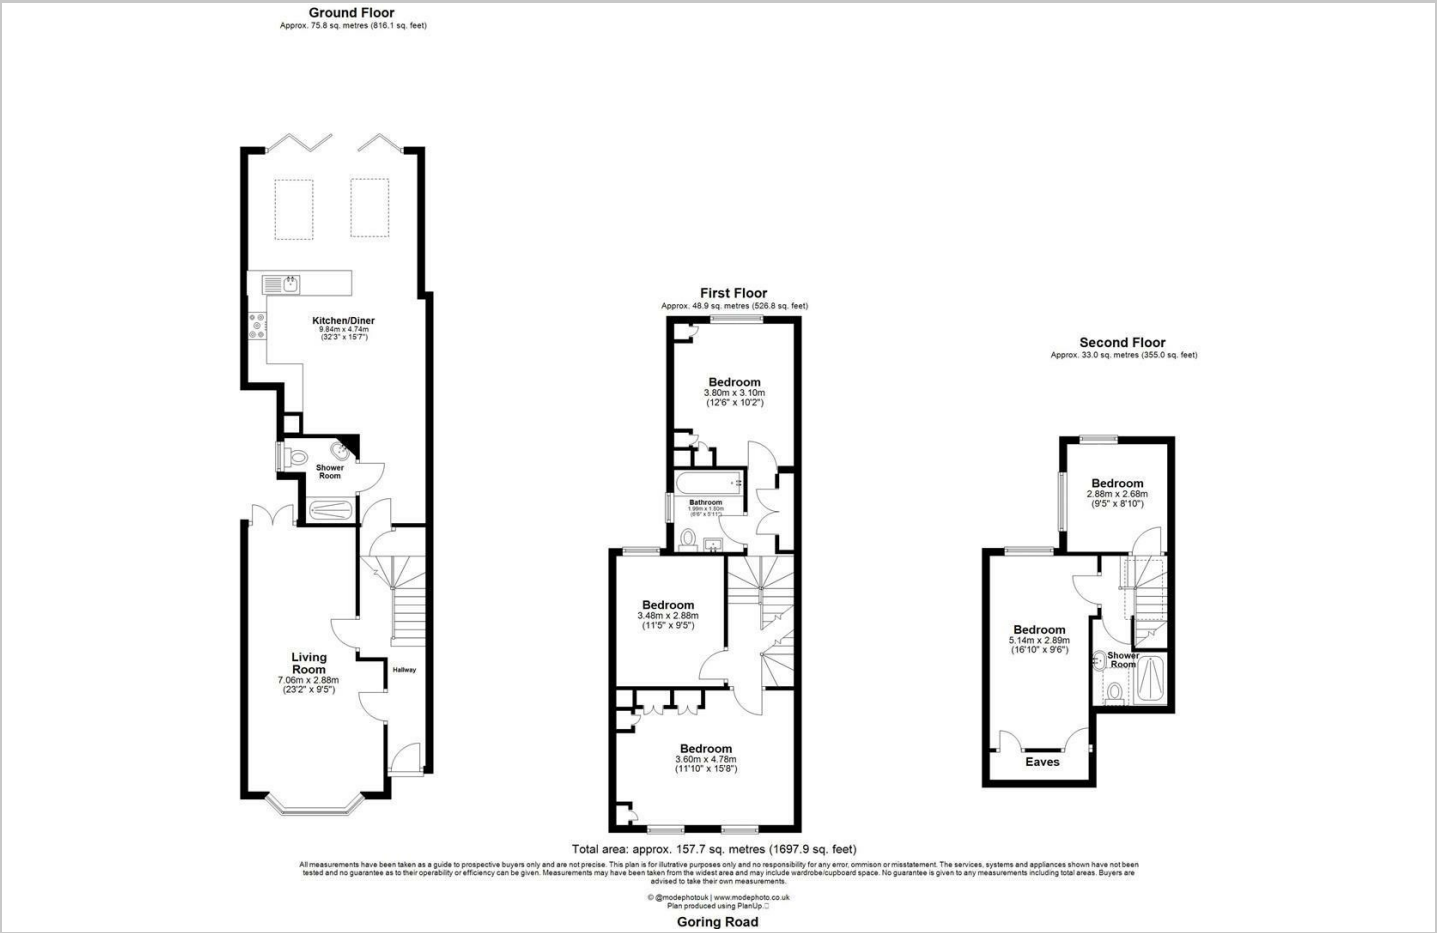 Ground Floor
Approx. 75.8 sq. metres (816.1 sq. feet)
Kitchen/Diner
9.84m x 4.74m
(32'3" x 15'7")
Shower
Room
Living
Room
7.06m x 2.88m
(23'2" x 9'5")
Hallway
First Floor
Approx. 48.9 sq. metres (526.8 sq. feet)
Bedroom
3.80m x 3.10m
(12'6" x 10'2")
Bathroom
1.99m x 1.80m
(6'6" x 5'11")
Bedroom
3.48m x 2.88m
(11'5" x 9'5")
Bedroom
3.60m x 4.78m
(11'10" x 15'8")
Second Floor
Approx. 33.0 sq. metres (355.0 sq. feet)
Bedroom
2.88m x 2.68m
(9'5" x 8'10")
Bedroom
5.14m x 2.89m
(16'10" x 9'6")
Shower
Room
Eaves
Total area: approx. 157.7 sq. metres (1697.9 sq. feet)
All measurements have been taken as a guide to prospective buyers only and are not precise. This plan is for illutrative purposes only and no responsibility for any error, ommison or misstatement. The services, systems and appliances shown have not been
tested and no guarantee as to their operability or efficiency can be given. Measurements may have been taken from the widest area and may include wardrobe/cupboard space. No guarantee is given to any measurements including total areas. Buyers are
advised to take their own measurements.
© @modephotouk | www.modephoto.co.uk
Plan produced using PlanUp.
Goring Road